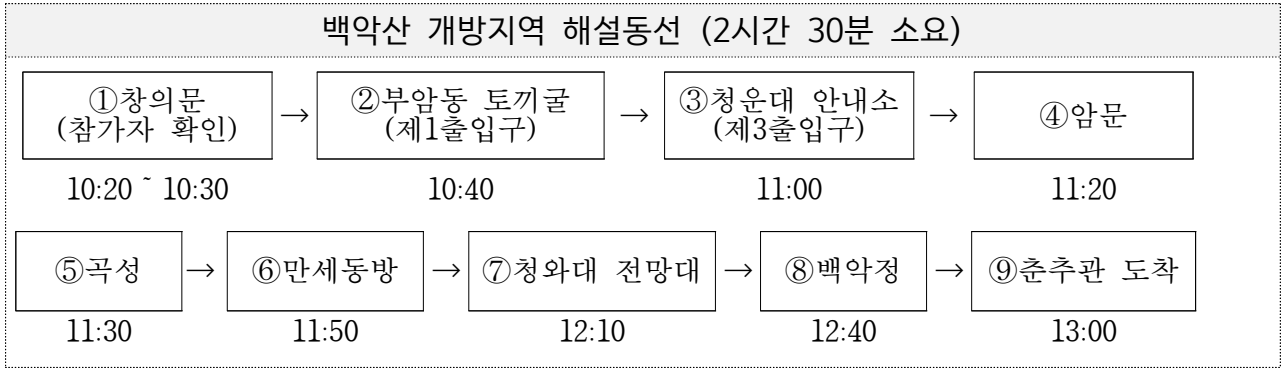 백악산 개방지역 해설동선 (2시간 30분 소요)
①창의문
(참가자 확인)
→
②부암동 토끼굴
(제1출입구)
→
③청운대 안내소
(제3출입구)
→
④암문
10:20 ~ 10:30
10:40
11:00
11:20
⑤곡성 → ⑥만세동방 → ⑦청와대 전망대 → ⑧백악정 → ⑨춘추관 도착
11:30
11:50
12:10
12:40
13:00